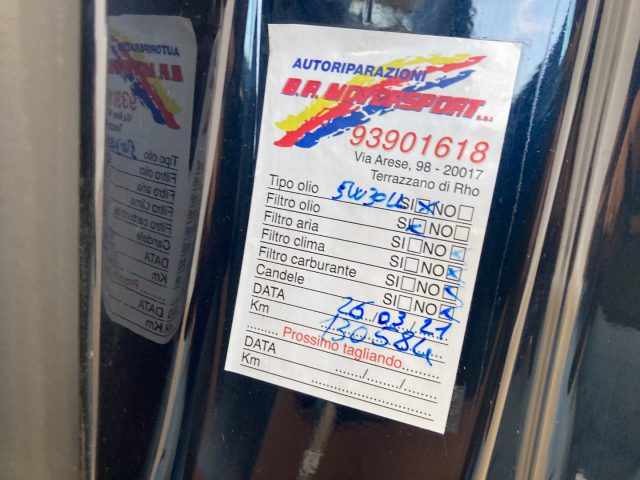 AUTORIPARAZIONI
B.R. MOTORSPORT S.R.L
93901618
Via Arese, 98 - 20017
Terrazzano di Rho
Tipo olio 5W30 SI NO
Filtro olio SI NO
Filtro aria SI NO
Filtro clima SI NO
Filtro carburante SI NO
Candele
DATA 26/03/21
Km 130584
Prossimo tagliando
DATA ...../...../.....
Km